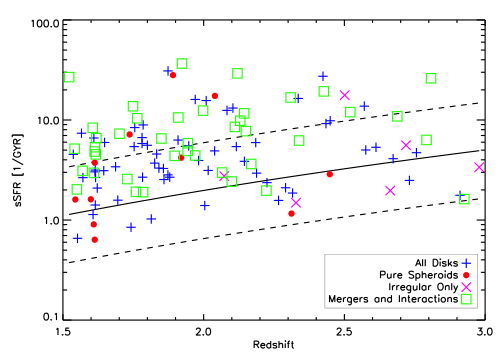 100.0
10.0
1.0
0.1
sSFR [1/GYR]
All Disks
Pure Spheroids
Irregular Only
Mergers and Interactions
1.5 2.0 2.5 3.0
Redshift